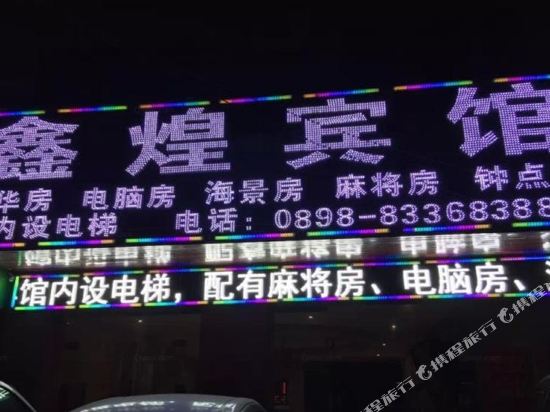 鑫煌宾馆
华房 电脑房 海景房 麻将房 钟点
内设电梯 电话：0898-83368388
馆内设电梯，配有麻将房、电脑房、
@携程旅行